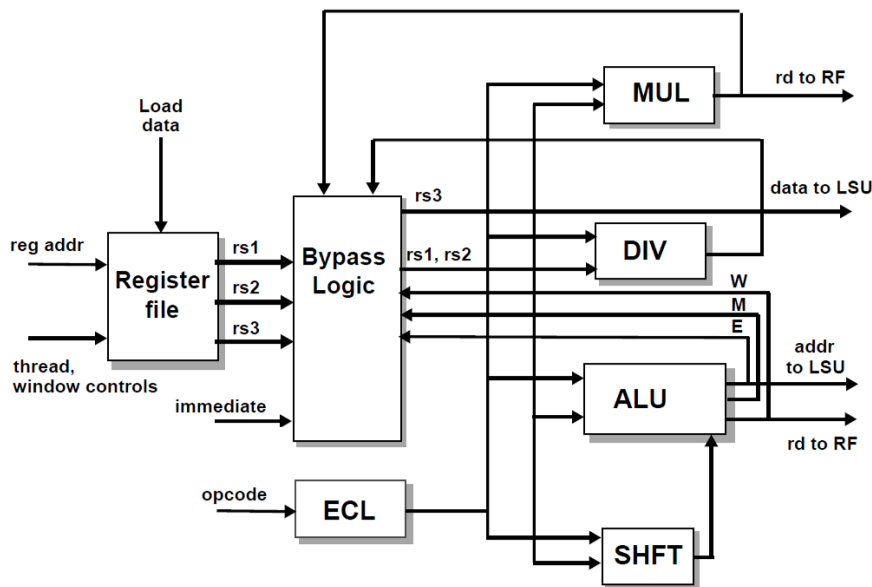 MUL
rd to RF
Load
data
data to LSU
rs3
reg addr
rs1
Bypass
Logic
rs1, rs2
DIV
Register
file
rs2
W
M
rs3
E
thread,
window controls
addr
to LSU
immediate
ALU
rd to RF
opcode
ECL
SHFT